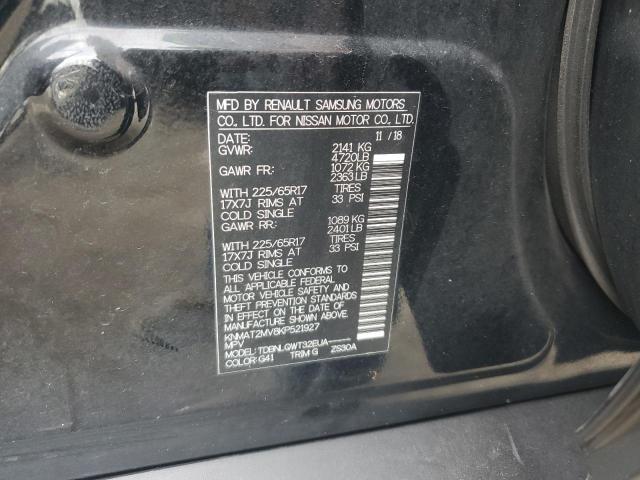 MFD BY RENAULT SAMSUNG MOTORS
CO. LTD. FOR NISSAN MOTOR CO. LTD.
DATE: 11 / 18
GVWR: 2141 KG
4720LB
GAWR FR: 1072 KG
2363LB
WITH 225/65R17 TIRES
17X7J RIMS AT 33 PSI
COLD SINGLE
GAWR RR: 1089 KG
2401LB
WITH 225/65R17 TIRES
17X7J RIMS AT 33 PSI
COLD SINGLE
THIS VEHICLE CONFORMS TO
ALL APPLICABLE FEDERAL
MOTOR VEHICLE SAFETY AND
THEFT PREVENTION STANDARDS
IN EFFECT ON THE DATE OF
MANUFACTURE SHOWN ABOVE.
KNMAT2MV8KP521927
MPV
MODEL: TDBNLQWT32EUA-----
COLOR: G41 TRIM: G ZS30A